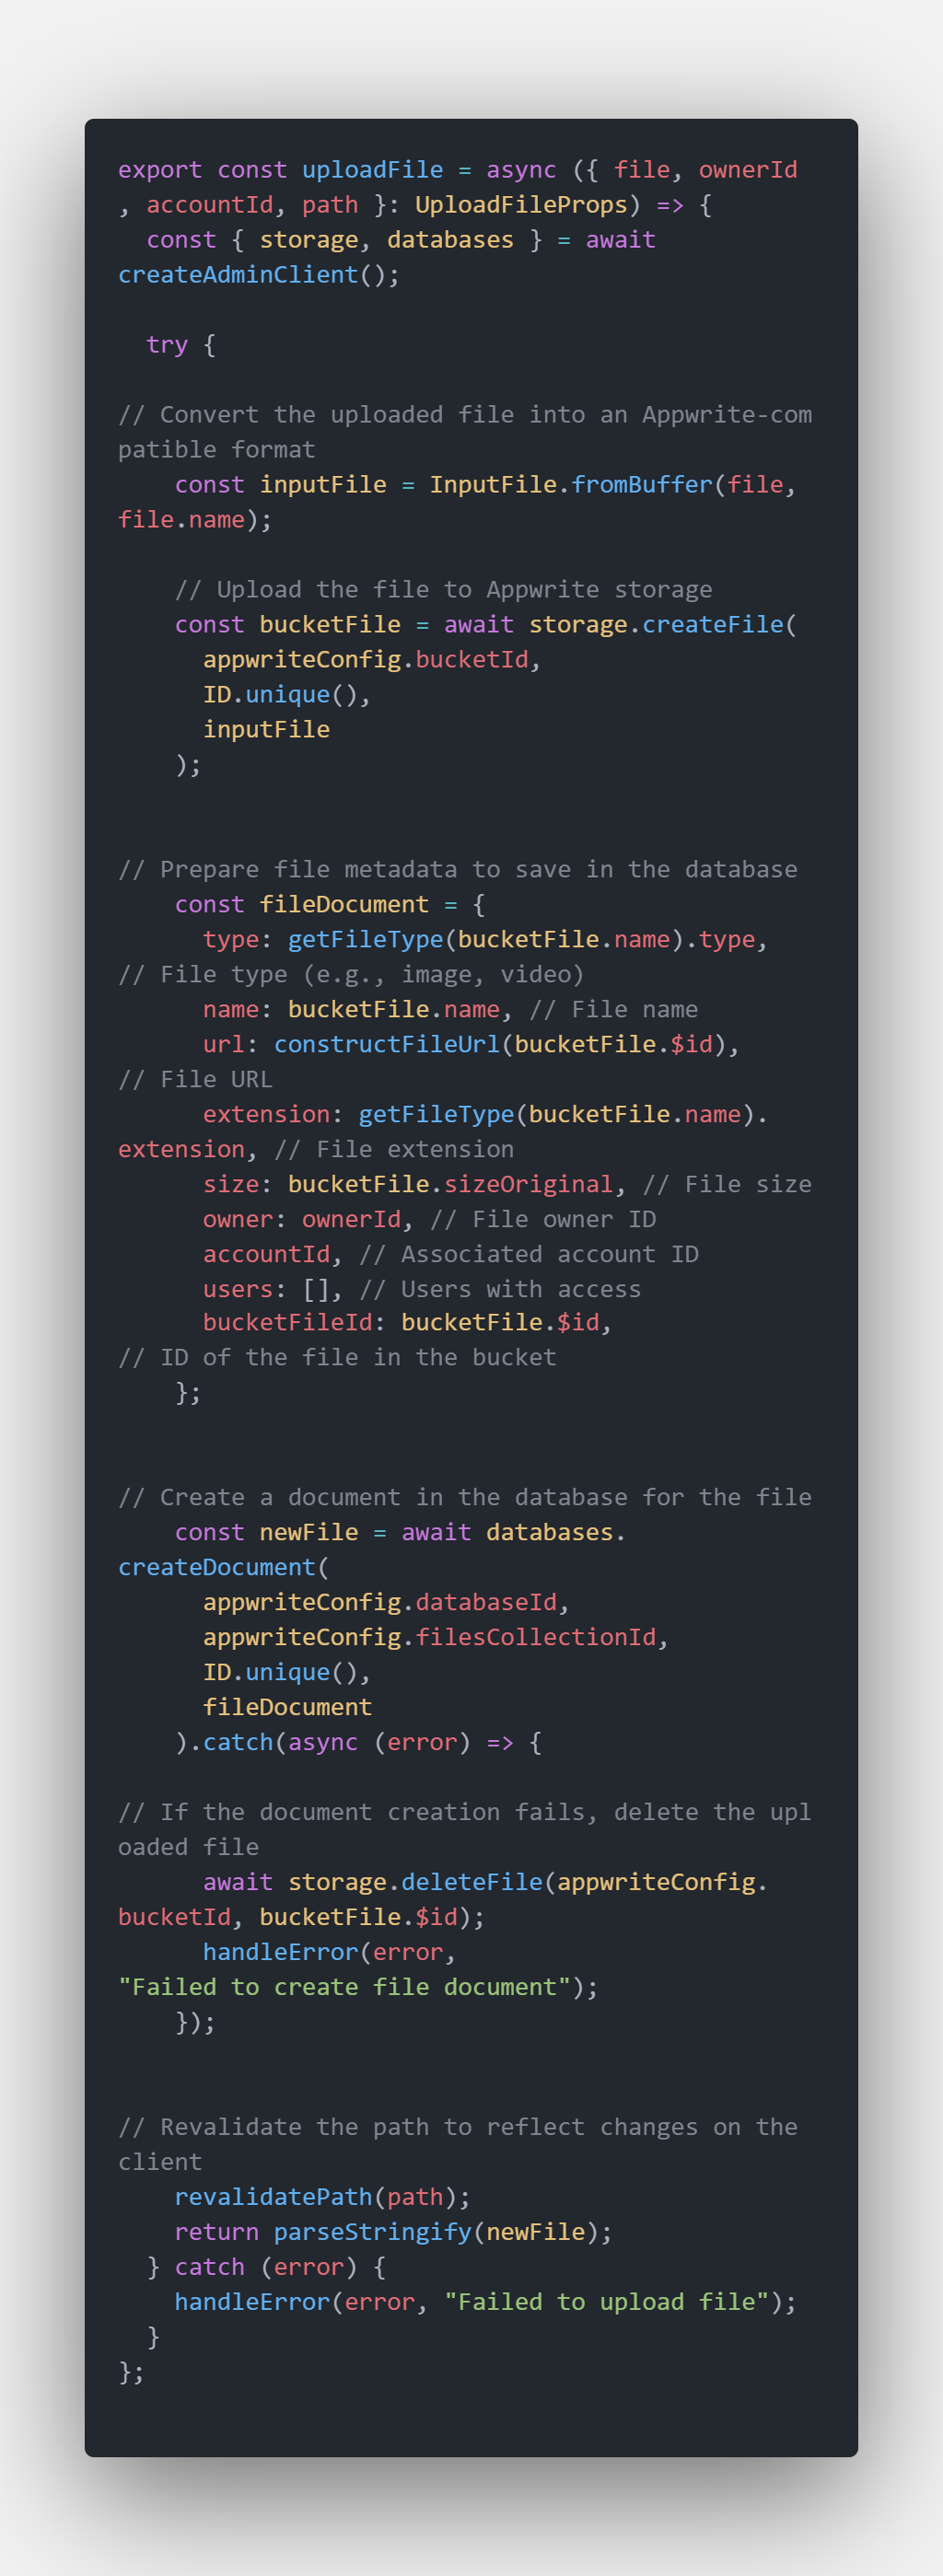 export const uploadFile = async ({ file, ownerId
, accountId, path }: UploadFileProps) => {
  const { storage, databases } = await
createAdminClient();

  try {

// Convert the uploaded file into an Appwrite-com
patible format
    const inputFile = InputFile.fromBuffer(file,
file.name);

    // Upload the file to Appwrite storage
    const bucketFile = await storage.createFile(
      appwriteConfig.bucketId,
      ID.unique(),
      inputFile
    );


// Prepare file metadata to save in the database
    const fileDocument = {
      type: getFileType(bucketFile.name).type,
// File type (e.g., image, video)
      name: bucketFile.name, // File name
      url: constructFileUrl(bucketFile.$id),
// File URL
      extension: getFileType(bucketFile.name).
extension, // File extension
      size: bucketFile.sizeOriginal, // File size
      owner: ownerId, // File owner ID
      accountId, // Associated account ID
      users: [], // Users with access
      bucketFileId: bucketFile.$id,
// ID of the file in the bucket
    };


// Create a document in the database for the file
    const newFile = await databases.
createDocument(
      appwriteConfig.databaseId,
      appwriteConfig.filesCollectionId,
      ID.unique(),
      fileDocument
    ).catch(async (error) => {

// If the document creation fails, delete the upl
oaded file
      await storage.deleteFile(appwriteConfig.
bucketId, bucketFile.$id);
      handleError(error,
"Failed to create file document");
    });


// Revalidate the path to reflect changes on the
client
    revalidatePath(path);
    return parseStringify(newFile);
  } catch (error) {
    handleError(error, "Failed to upload file");
  }
};